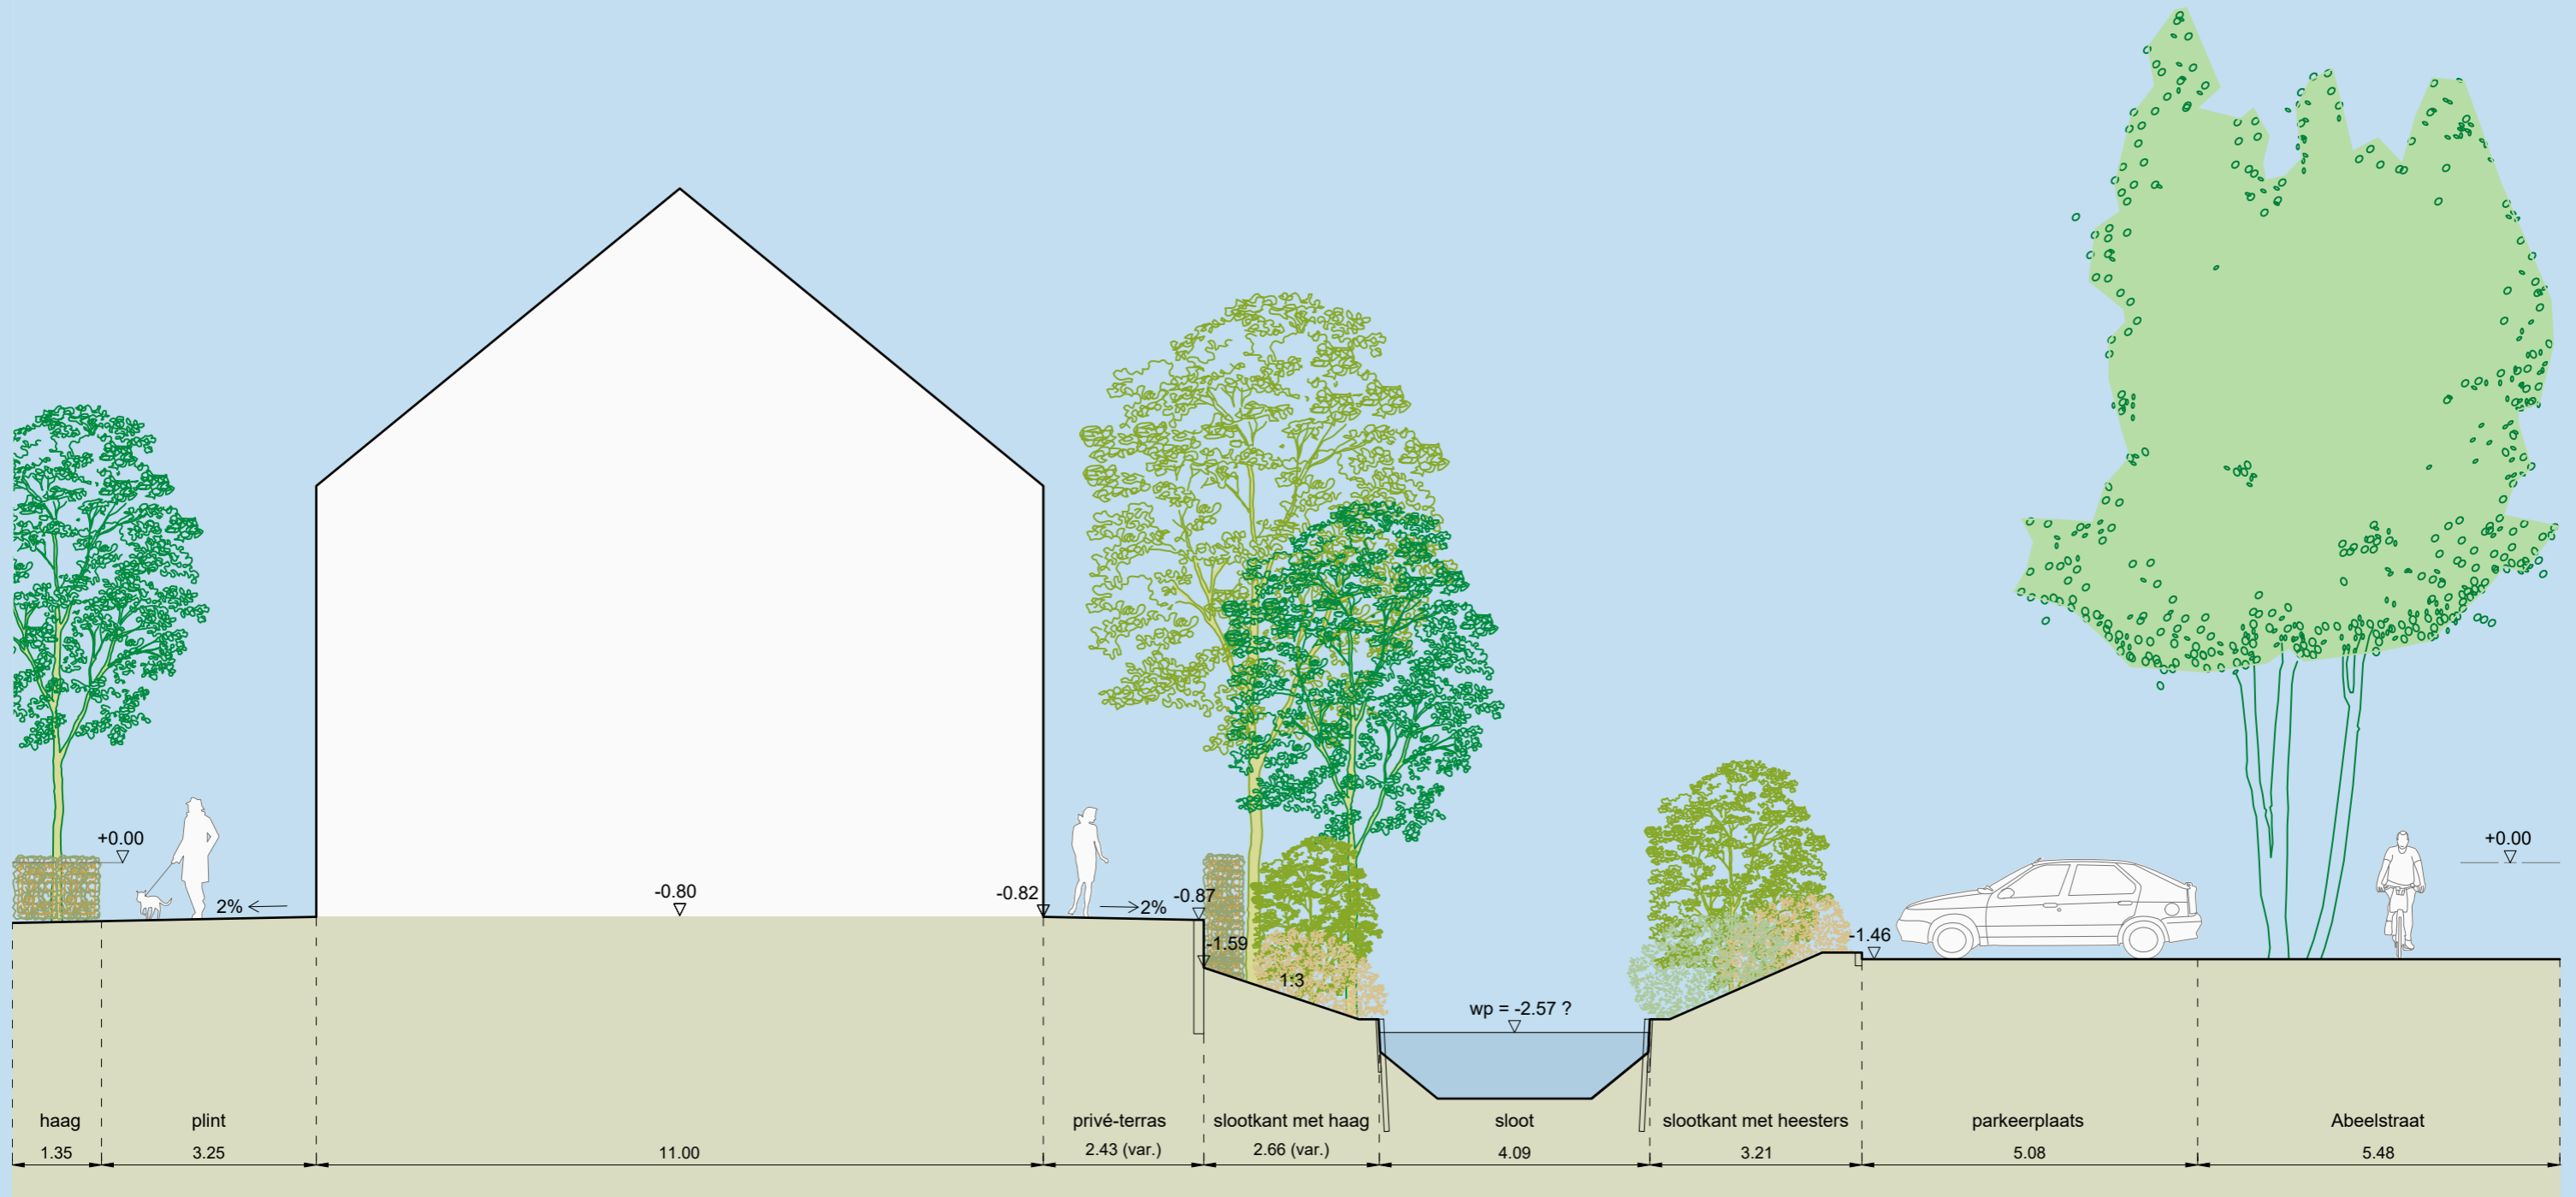 +0.00
2%
-0.80
-0.82
2%
-0.87
-1.59
1:3
wp = -2.57 ?
-1.46
+0.00
haag
1.35
plint
3.25
11.00
privé-terras
2.43 (var.)
slootkant met haag
2.66 (var.)
sloot
4.09
slootkant met heesters
3.21
parkeerplaats
5.08
Abeelstraat
5.48